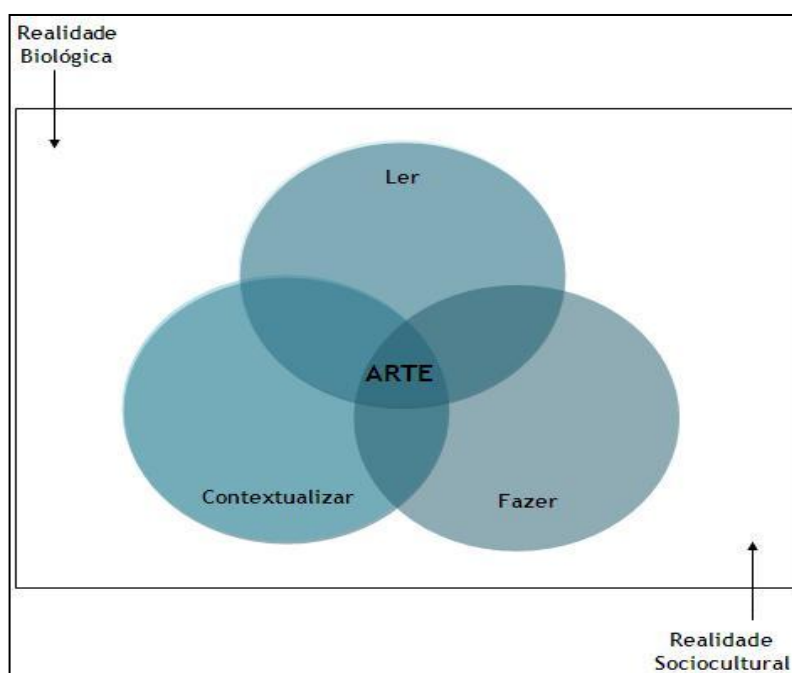 Realidade
Biológica
Ler
ARTE
Contextualizar
Fazer
Realidade
Sociocultural